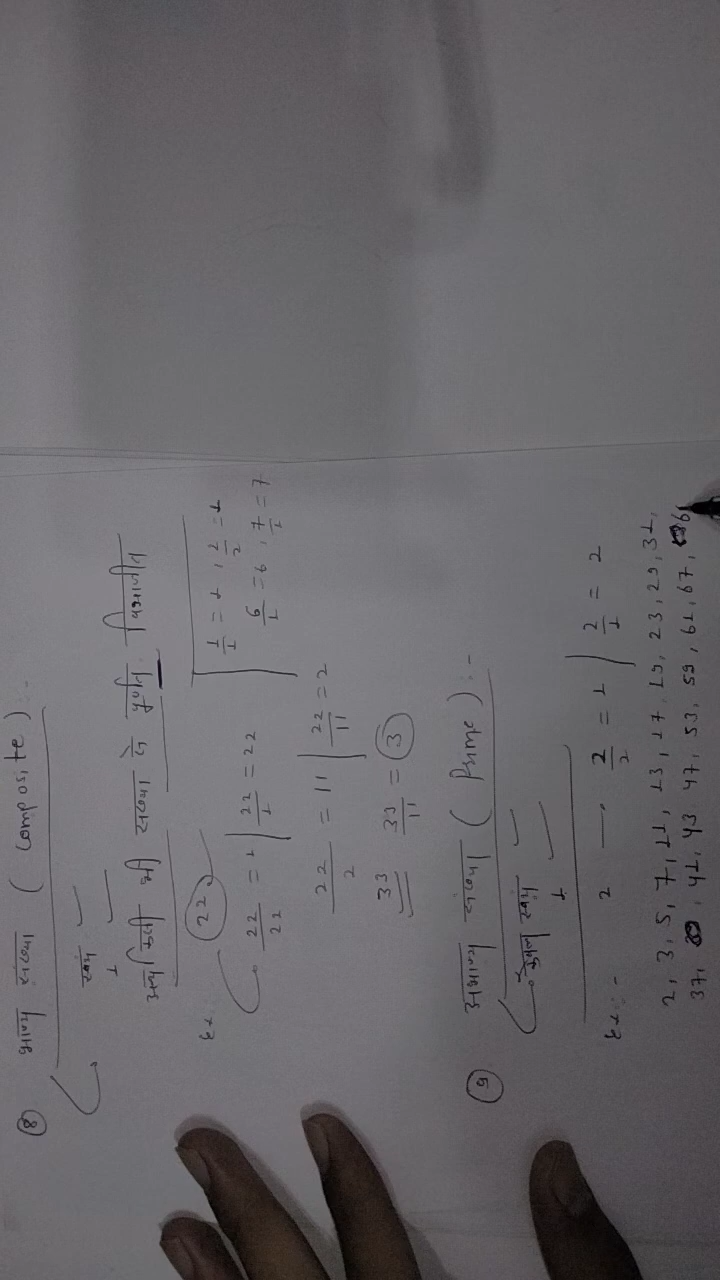 ⑧ भाज्य संख्या (Composite) :-
स्वयं
1
अन्य किसी भी संख्या से पूर्णतः विभाजीत
Ex 22
22/22 = 1 | 22/1 = 22
1/1 = 1, 2/2 = 1
6/1 = 6, 7/1 = 7
22/2 = 11 | 22/11 = 2
33 33/11 = 3
⑨ अभाज्य संख्या (Prime) :-
केवल स्वयं
1
Ex :- 2 — , 2/2 = 1 | 2/1 = 2
2, 3, 5, 7, 11, 13, 17, 19, 23, 29, 31,
37, 41, 43 47, 53, 59, 61, 67,